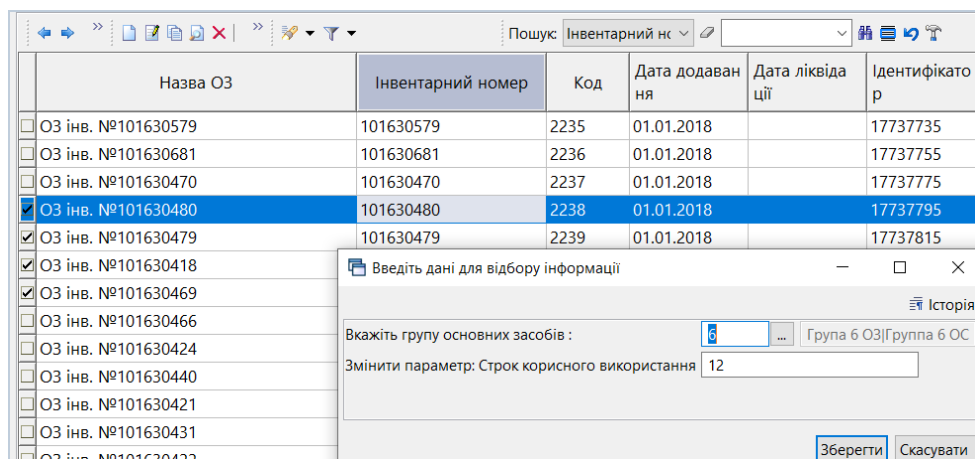 Пошук: Інвентарний нс
Назва ОЗ Інвентарний номер Код Дата додаван ня Дата ліквіда ції Ідентифікато р
ОЗ інв. №101630579 101630579 2235 01.01.2018 17737735
ОЗ інв. №101630681 101630681 2236 01.01.2018 17737755
ОЗ інв. №101630470 101630470 2237 01.01.2018 17737775
ОЗ інв. №101630480 101630480 2238 01.01.2018 17737795
ОЗ інв. №101630479 101630479 2239 01.01.2018 17737815
ОЗ інв. №101630418
ОЗ інв. №101630469
ОЗ інв. №101630466
ОЗ інв. №101630424
ОЗ інв. №101630440
ОЗ інв. №101630421
ОЗ інв. №101630431
Введіть дані для відбору інформації
Історія
Вкажіть групу основних засобів : 6 ... Група 6 ОЗ|Группа 6 ОС
Змінити параметр: Строк корисного використання 12
Зберегти Скасувати